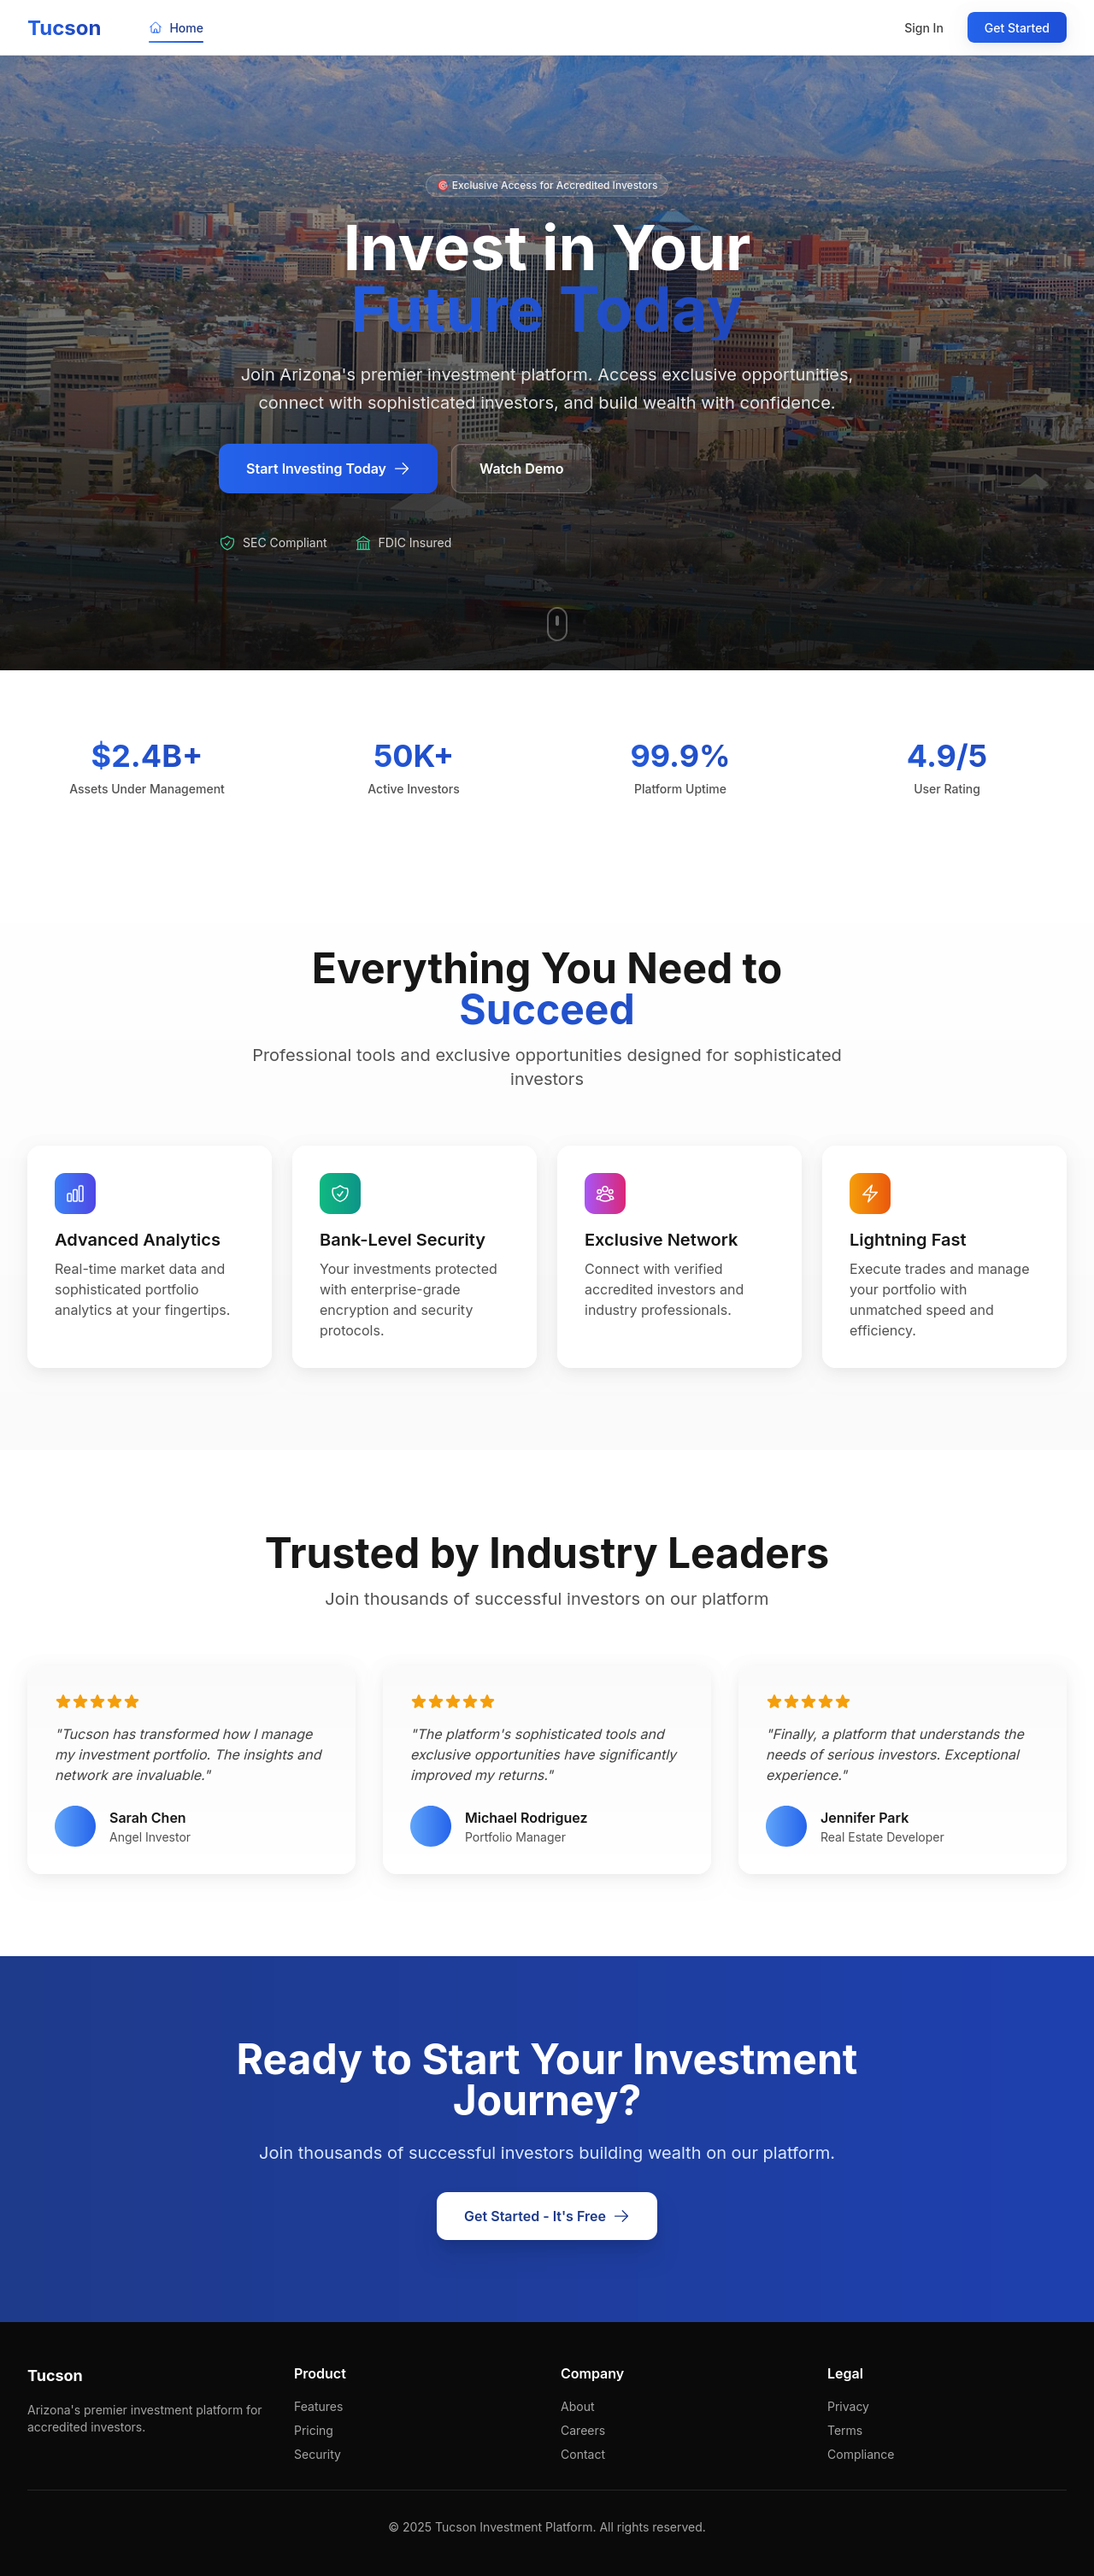 Tucson
Home
Sign In
Get Started
🎯 Exclusive Access for Accredited Investors
Invest in Your
Future Today
Join Arizona's premier investment platform. Access exclusive opportunities,
connect with sophisticated investors, and build wealth with confidence.
Start Investing Today
Watch Demo
SEC Compliant
FDIC Insured
$2.4B+
Assets Under Management
50K+
Active Investors
99.9%
Platform Uptime
4.9/5
User Rating
Everything You Need to
Succeed
Professional tools and exclusive opportunities designed for sophisticated
investors
Advanced Analytics
Real-time market data and
sophisticated portfolio
analytics at your fingertips.
Bank-Level Security
Your investments protected
with enterprise-grade
encryption and security
protocols.
Exclusive Network
Connect with verified
accredited investors and
industry professionals.
Lightning Fast
Execute trades and manage
your portfolio with
unmatched speed and
efficiency.
Trusted by Industry Leaders
Join thousands of successful investors on our platform
"Tucson has transformed how I manage
my investment portfolio. The insights and
network are invaluable."
Sarah Chen
Angel Investor
"The platform's sophisticated tools and
exclusive opportunities have significantly
improved my returns."
Michael Rodriguez
Portfolio Manager
"Finally, a platform that understands the
needs of serious investors. Exceptional
experience."
Jennifer Park
Real Estate Developer
Ready to Start Your Investment
Journey?
Join thousands of successful investors building wealth on our platform.
Get Started - It's Free
Tucson
Arizona's premier investment platform for
accredited investors.
Product
Features
Pricing
Security
Company
About
Careers
Contact
Legal
Privacy
Terms
Compliance
© 2025 Tucson Investment Platform. All rights reserved.